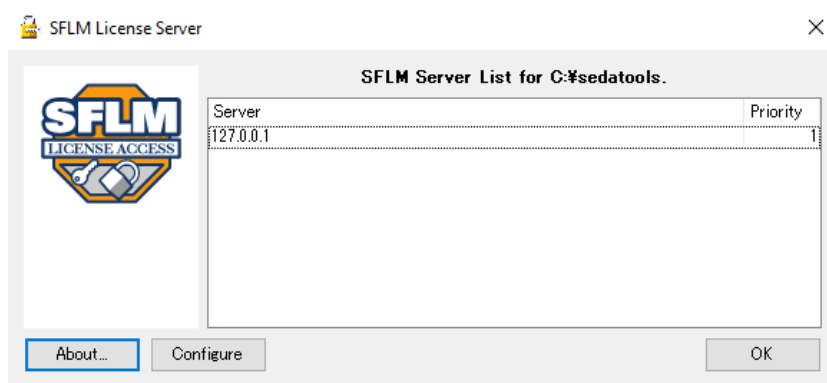 SFLM License Server
SFLM Server List for C:¥sedatools.
SFLM
LICENSE ACCESS
Server Priority
127.0.0.1 1
About... Configure OK